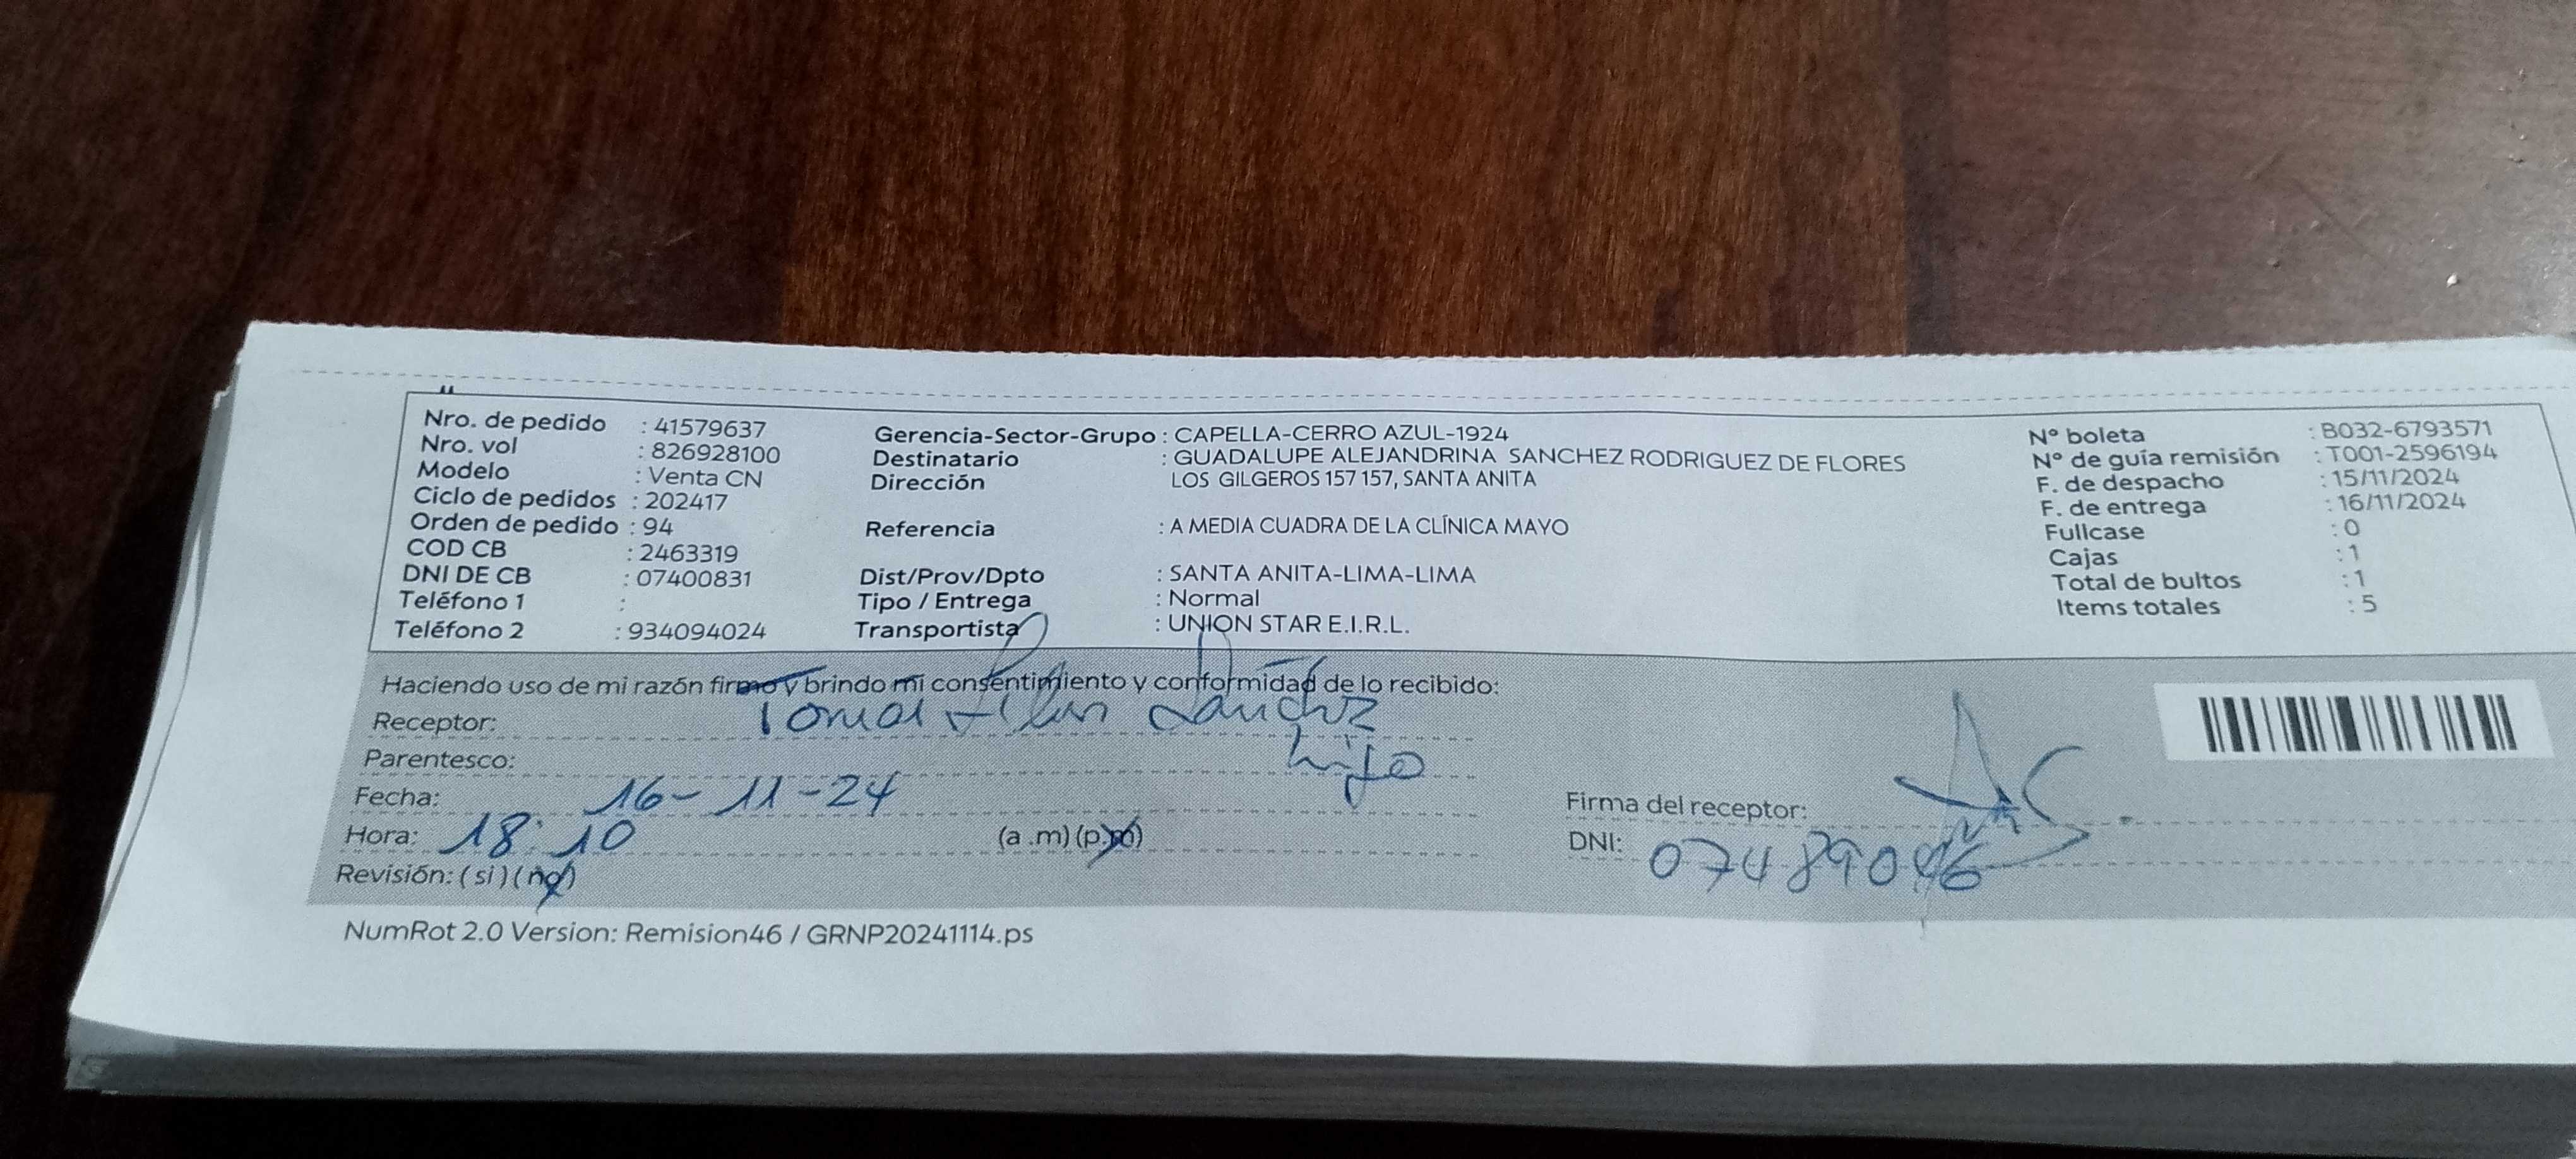 Nro. de pedido : 41579637
Nro. vol : 826928100
Modelo : Venta CN
Ciclo de pedidos : 202417
Orden de pedido : 94
COD CB : 2463319
DNI DE CB : 07400831
Teléfono 1 :
Teléfono 2 : 934094024
Gerencia-Sector-Grupo : CAPELLA-CERRO AZUL-1924
Destinatario : GUADALUPE ALEJANDRINA SANCHEZ RODRIGUEZ DE FLORES
Dirección LOS GILGEROS 157 157, SANTA ANITA
Referencia : A MEDIA CUADRA DE LA CLÍNICA MAYO
Dist/Prov/Dpto : SANTA ANITA-LIMA-LIMA
Tipo / Entrega : Normal
Transportista : UNION STAR E.I.R.L.
N° boleta : B032-6793571
N° de guía remisión : T001-2596194
F. de despacho : 15/11/2024
F. de entrega : 16/11/2024
Fullcase : 0
Cajas : 1
Total de bultos : 1
Items totales : 5
Haciendo uso de mi razón firmo y brindo mi consentimiento y conformidad de lo recibido:
Receptor: Sanchez
Parentesco: hijo
Fecha: 16-11-24
Hora: 18:10 (a .m) (p.m)
Revisión: ( si ) ( no )
Firma del receptor:
DNI:
NumRot 2.0 Version: Remision46 / GRNP20241114.ps